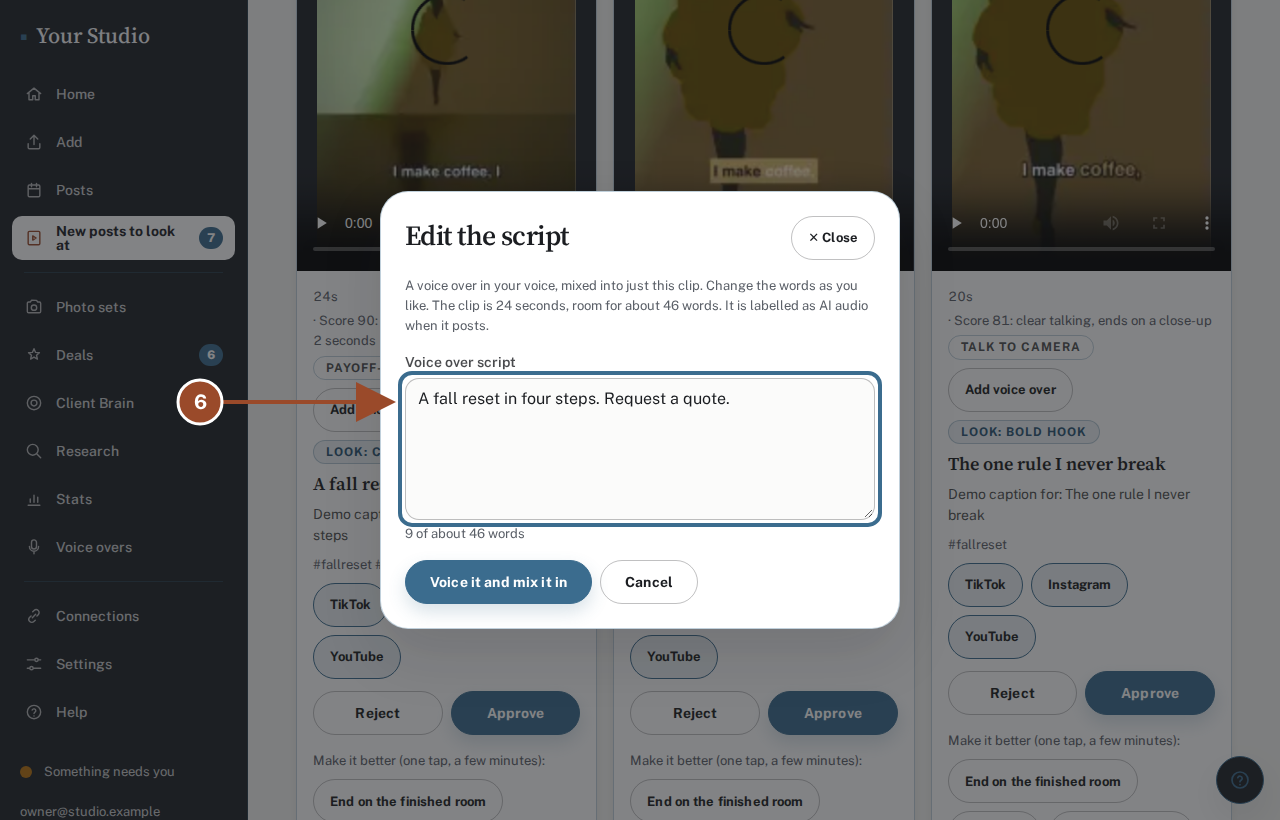 Your Studio
Home
Add
Posts
New posts to look
at
7
Photo sets
Deals
6
Client Brain
6
Research
Stats
Voice overs
Connections
Settings
Help
Something needs you
owner@studio.example
I make coffee. I
0:00
24s
· Score 90:
2 seconds
PAYOFF-
Add
LOOK: C
A fall re
Demo capt
steps
#fallreset #
TikTok
YouTube
Reject
Approve
Make it better (one tap, a few minutes):
End on the finished room
I make coffee.
YouTube
Reject
Approve
Make it better (one tap, a few minutes):
End on the finished room
Edit the script
× Close
A voice over in your voice, mixed into just this clip. Change the words as you
like. The clip is 24 seconds, room for about 46 words. It is labelled as AI audio
when it posts.
Voice over script
A fall reset in four steps. Request a quote.
9 of about 46 words
Voice it and mix it in
Cancel
I make coffee,
0:00
20s
· Score 81: clear talking, ends on a close-up
TALK TO CAMERA
Add voice over
LOOK: BOLD HOOK
The one rule I never break
Demo caption for: The one rule I never
break
#fallreset
TikTok
Instagram
YouTube
Reject
Approve
Make it better (one tap, a few minutes):
End on the finished room